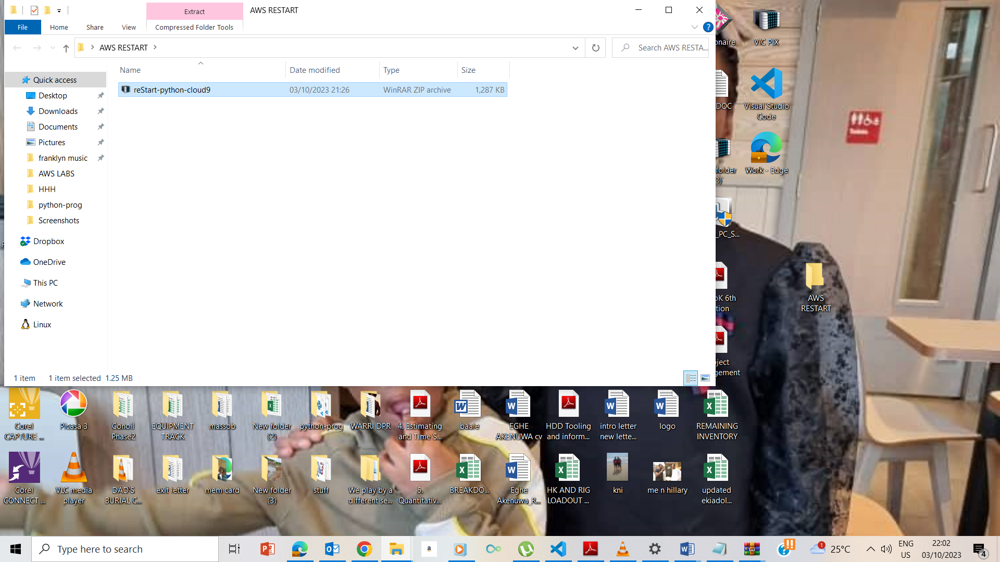 Extract
AWS RESTART
File
Home
Share
View
Compressed Folder Tools
?
AWS RESTART
Search AWS RESTA...
Name
Date modified
Type
Size
reStart-python-cloud9
03/10/2023 21:26
WinRAR ZIP archive
1,287 KB
Quick access
Desktop
Downloads
Documents
Pictures
franklyn music
AWS LABS
HHH
python-prog
Screenshots
Dropbox
OneDrive
This PC
Network
Linux
1 item
1 item selected
1.25 MB
onaire
VIC PIX
DOC
Visual Studio
Code
folder
3)
Work - Edge
_PC_S...
oK 6th
tion
AWS
RESTART
ject
gement
Corel
CAPTURE ...
Picasa 3
Conoil
Phase2
EQUIPMENT
TRACK
massob
New folder
(2)
python-prog
WARRI DPR
4. Estimating
and Time S...
baale
EGHE
AKENUWA cv
HDD Tooling
and inform...
intro letter
new lette...
logo
REMAINING
INVENTORY
Corel
CONNECT ...
VLC media
player
DAD'S
BURIAL C...
exit letter
mem card
New folder
(3)
stuff
We play by a
different se...
5.
Quantitativ...
BREAKDO...
Eghe
Akenuwa_R...
HK AND RIG
LOADOUT ...
kni
me n hillary
updated
ekiadol...
Type here to search
a
1
25°C
ENG
US
22:02
03/10/2023
4